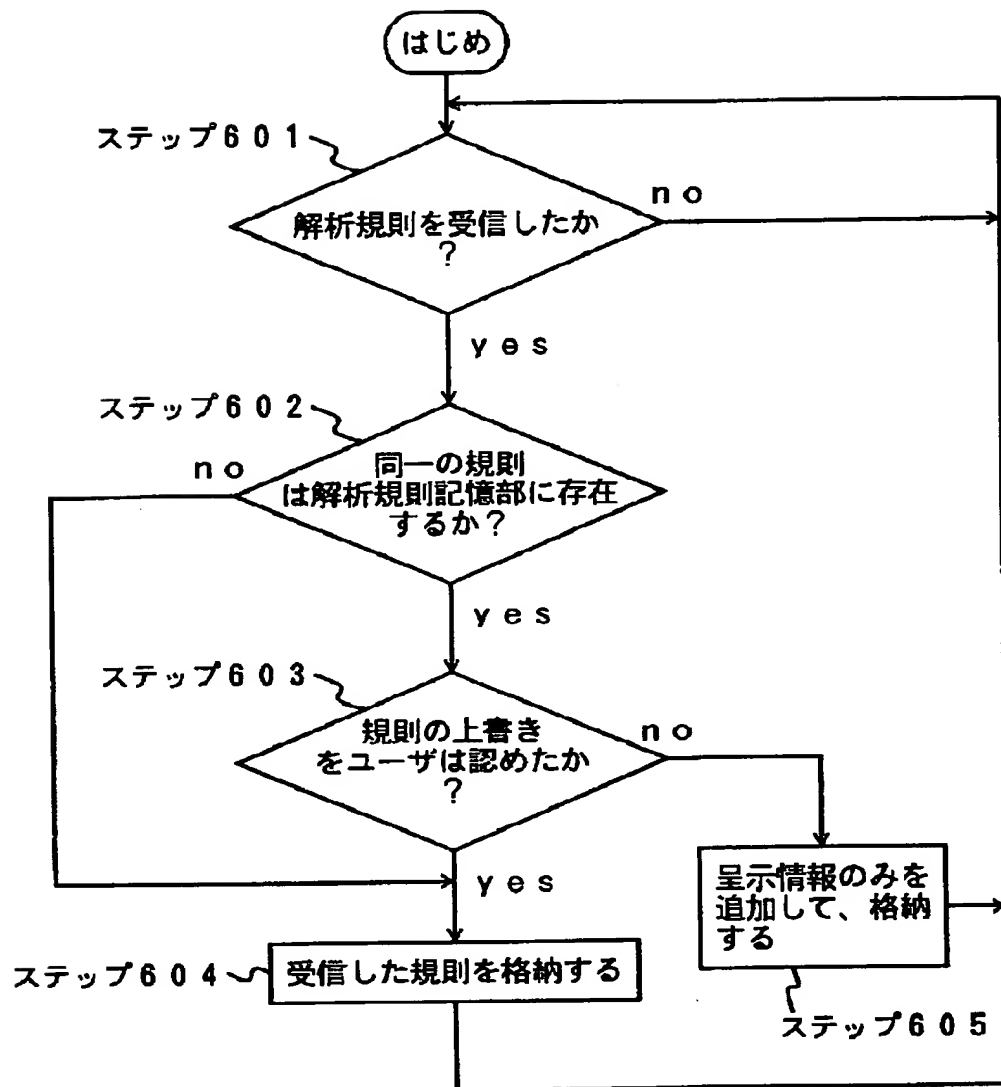 はじめ
ステップ601
no
解析規則を受信したか
?
yes
ステップ602
no
同一の規則
は解析規則記憶部に存在
するか?
yes
ステップ603
no
規則の上書き
をユーザは認めたか
?
yes
呈示情報のみを
追加して、格納
する
ステップ604
受信した規則を格納する
ステップ605